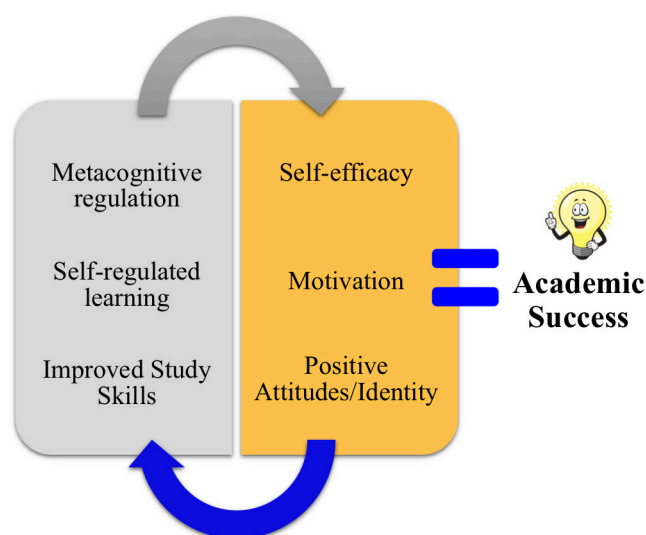 Metacognitive
regulation
Self-regulated
learning
Improved Study
Skills
Self-efficacy
Motivation
Positive
Attitudes/Identity
Academic
Success